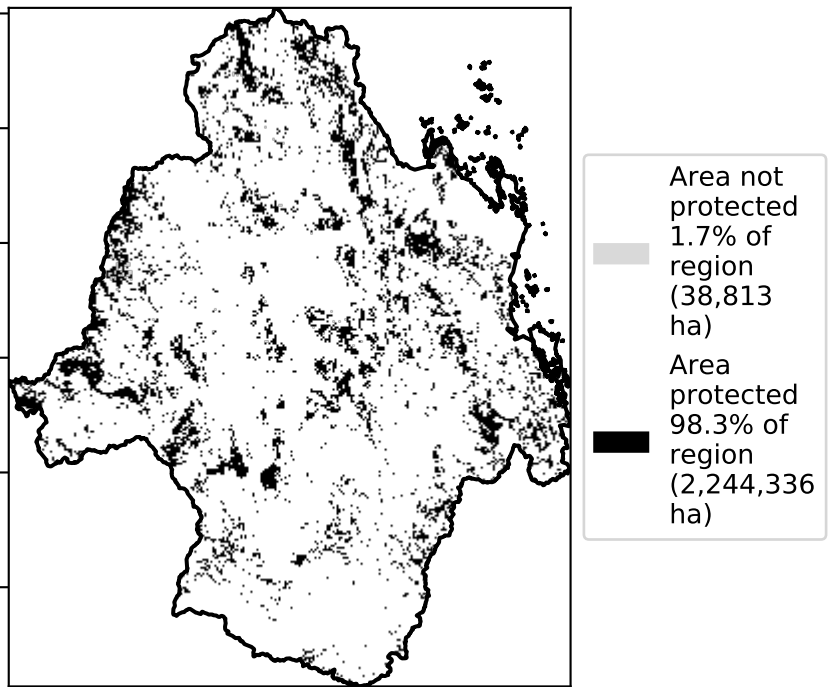 Area not
protected
1.7% of
region
(38,813
ha)
Area
protected
98.3% of
region
(2,244,336
ha)